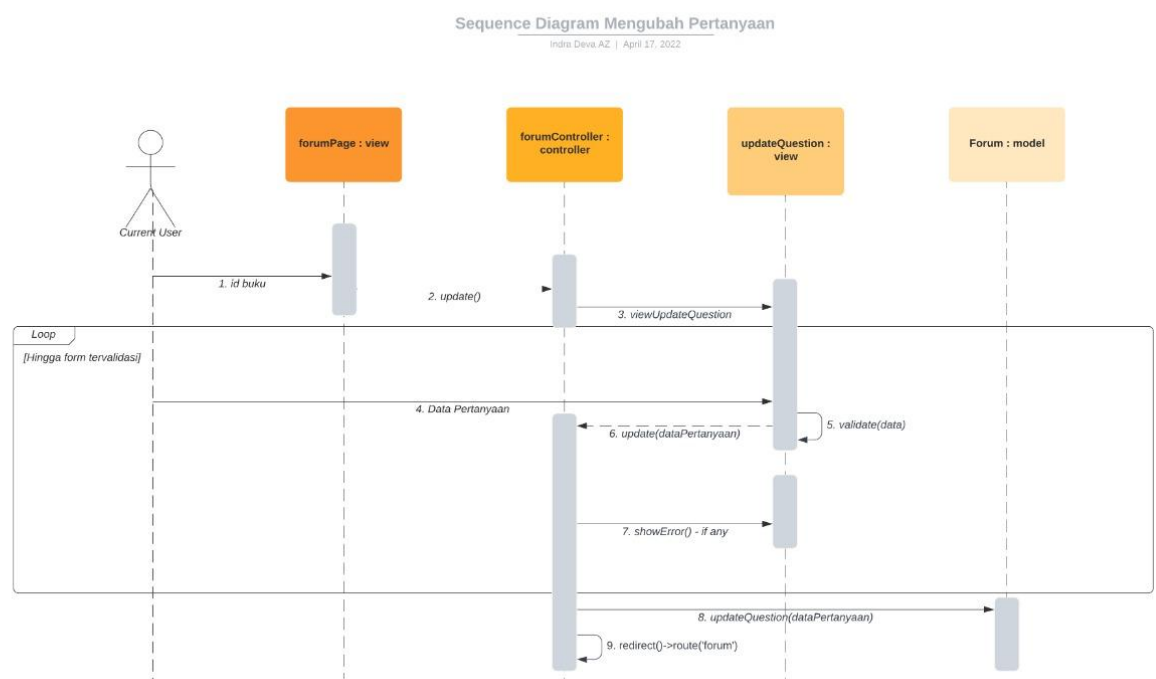 Sequence Diagram Mengubah Pertanyaan
Indra Deva AZ | April 17, 2022
forumPage : view
forumController :
controller
updateQuestion :
view
Forum : model
Current User
1. id buku
2. update()
3. viewUpdateQuestion
Loop
[Hingga form tervalidasi]
4. Data Pertanyaan
5. validate(data)
6. update(dataPertanyaan)
7. showError() - if any
8. updateQuestion(dataPertanyaan)
9. redirect()->route('forum')